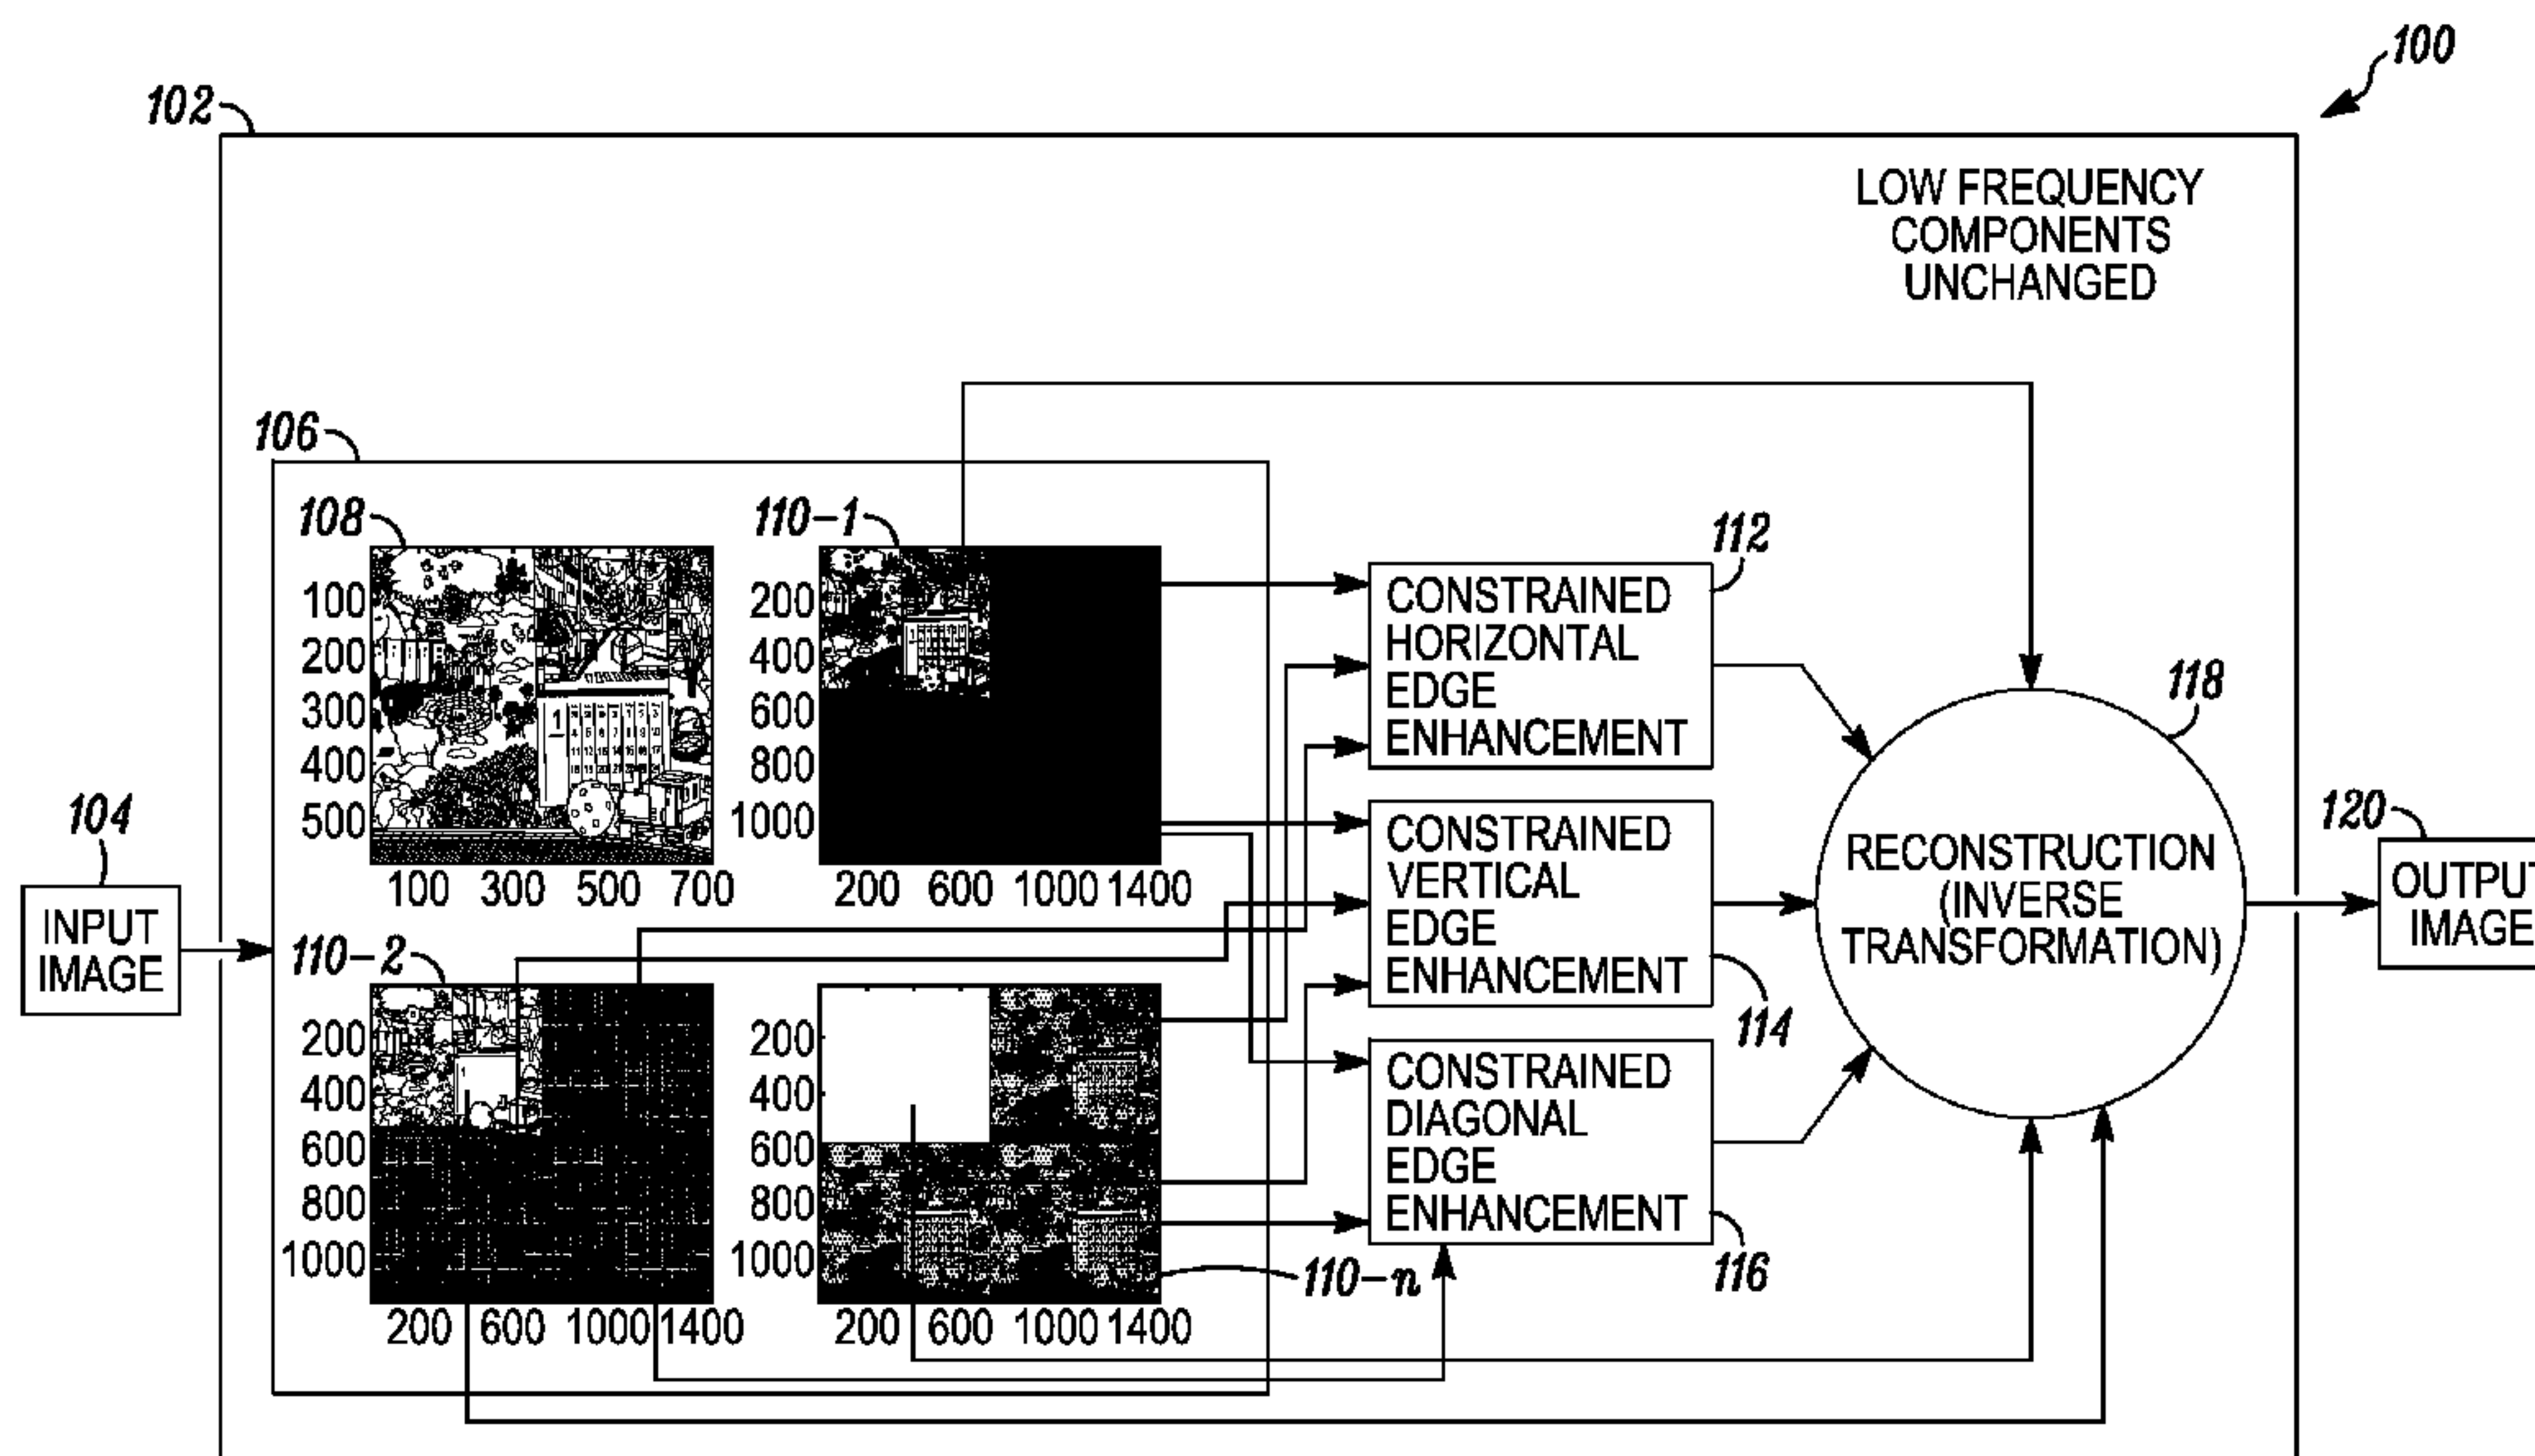 100
102
LOW FREQUENCY
COMPONENTS
UNCHANGED
106
108
110-1
112
100
200
300
400
500
100 300 500 700
200
400
600
800
1000
200 600 1000 1400
CONSTRAINED
HORIZONTAL
EDGE
ENHANCEMENT
118
104
INPUT
IMAGE
CONSTRAINED
VERTICAL
EDGE
ENHANCEMENT
114
RECONSTRUCTION
(INVERSE
TRANSFORMATION)
120
OUTPUT
IMAGE
110-2
200
400
600
800
1000
200 600 1000 1400
200
400
600
800
1000
200 600 1000 1400
110-n
CONSTRAINED
DIAGONAL
EDGE
ENHANCEMENT
116